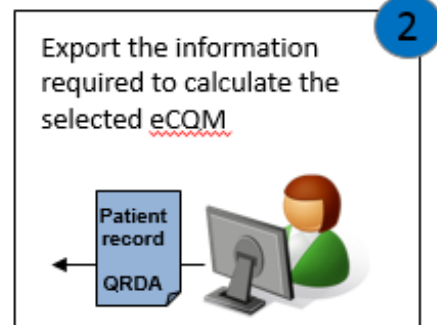 2
Export the information
required to calculate the
selected eCQM
Patient
record
QRDA